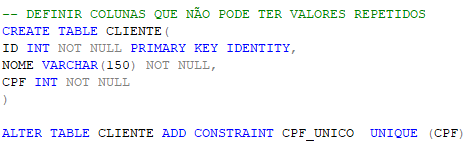 -- DEFINIR COLUNAS QUE NÃO PODE TER VALORES REPETIDOS
CREATE TABLE CLIENTE(
ID INT NOT NULL PRIMARY KEY IDENTITY,
NOME VARCHAR(150) NOT NULL,
CPF INT NOT NULL
)
ALTER TABLE CLIENTE ADD CONSTRAINT CPF_UNICO  UNIQUE (CPF)